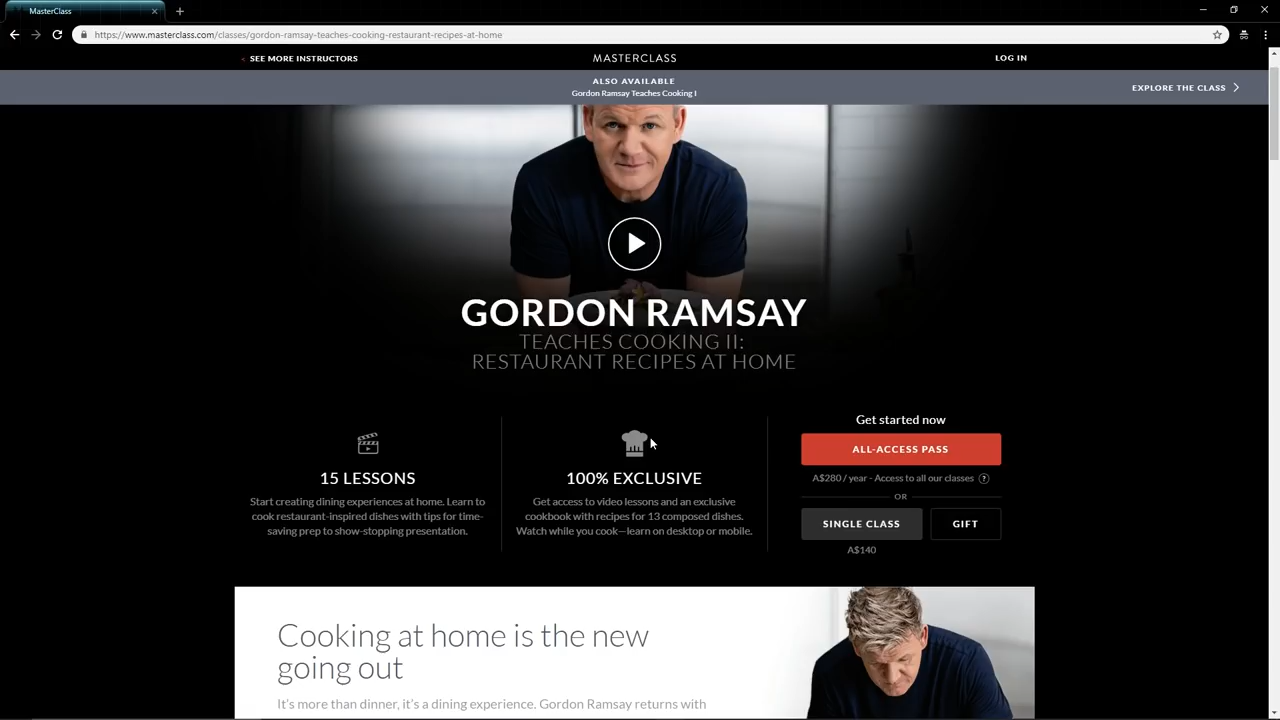 MasterClass
https://www.masterclass.com/classes/gordon-ramsay-teaches-cooking-restaurant-recipes-at-home
< SEE MORE INSTRUCTORS
MASTERCLASS
LOG IN
ALSO AVAILABLE
Gordon Ramsay Teaches Cooking I
EXPLORE THE CLASS
GORDON RAMSAY
TEACHES COOKING II:
RESTAURANT RECIPES AT HOME
15 LESSONS
Start creating dining experiences at home. Learn to
cook restaurant-inspired dishes with tips for time-
saving prep to show-stopping presentation.
100% EXCLUSIVE
Get access to video lessons and an exclusive
cookbook with recipes for 13 composed dishes.
Watch while you cook—learn on desktop or mobile.
Get started now
ALL-ACCESS PASS
A$280 / year - Access to all our classes ?
OR
SINGLE CLASS
GIFT
A$140
Cooking at home is the new
going out
It's more than dinner, it's a dining experience. Gordon Ramsay returns with